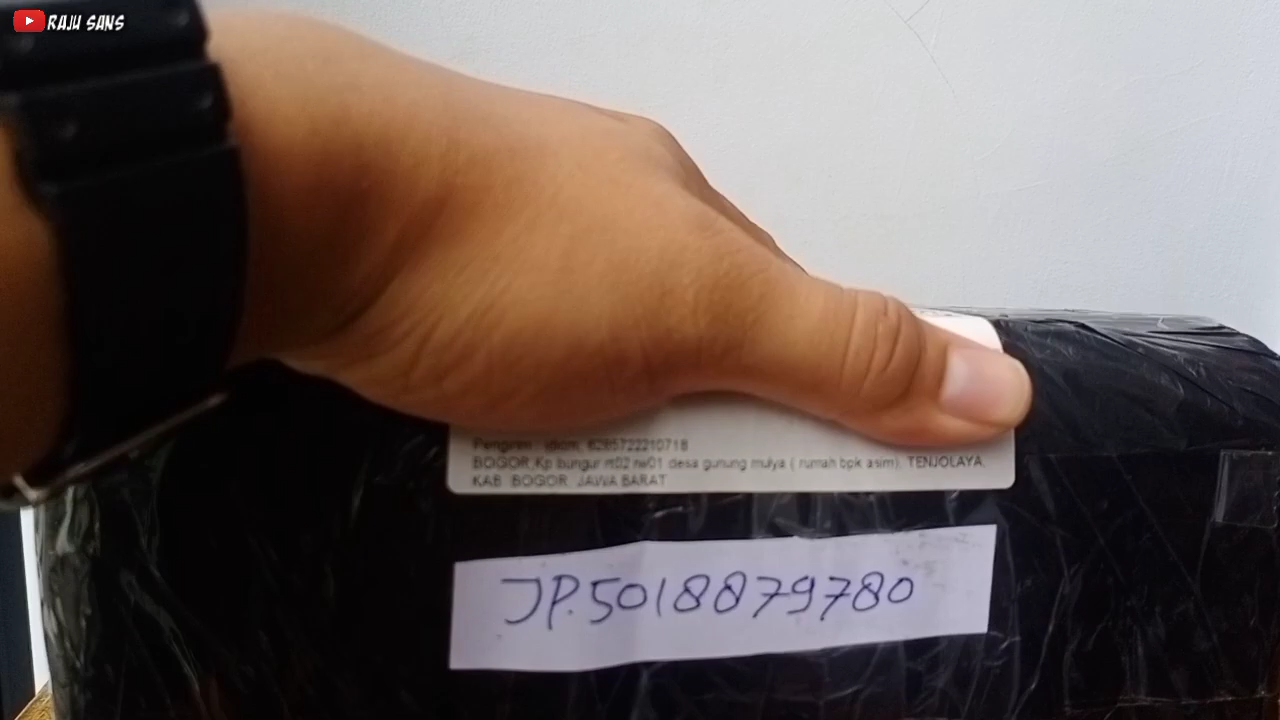 RAJU SANS
Pengirim : idiom, 6285722210718
BOGOR,Kp bungur rt02 rw01 desa gunung mulya ( rumah bpk asim), TENJOLAYA,
KAB. BOGOR, JAWA BARAT
JP.5018879780